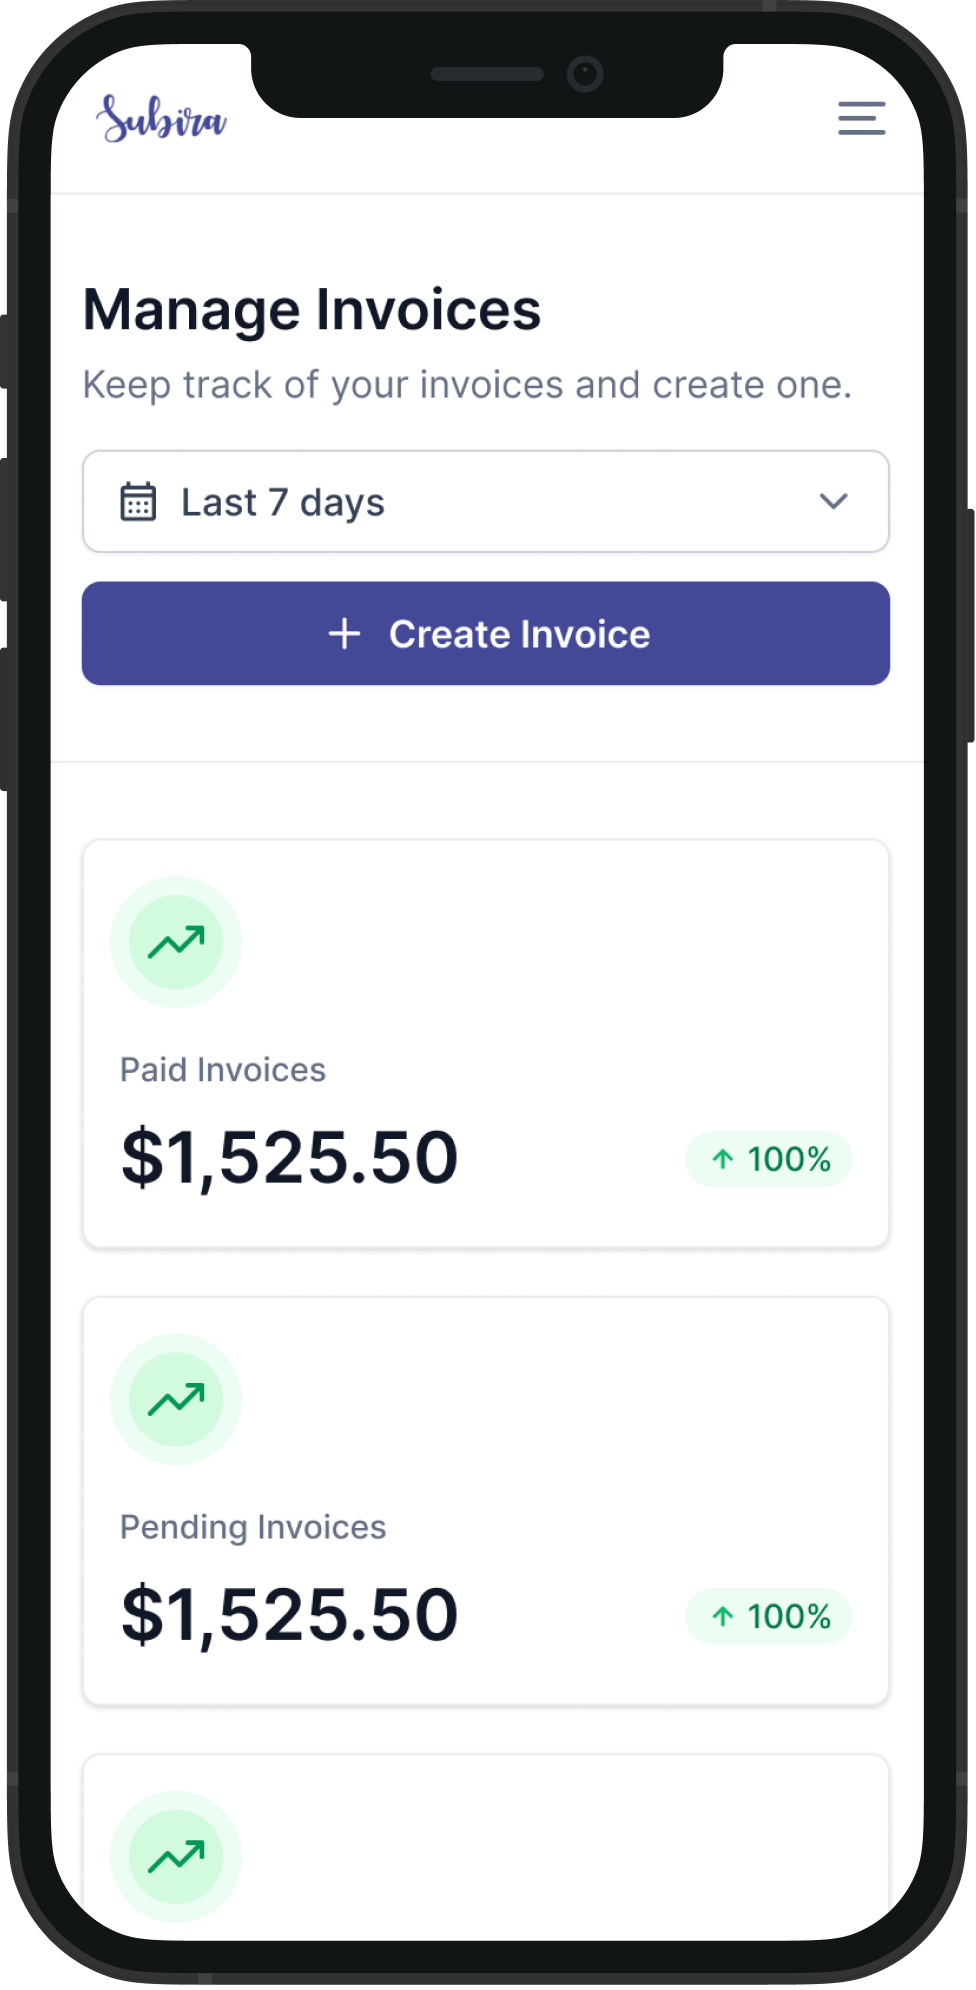 Subira
Manage Invoices
Keep track of your invoices and create one.
Last 7 days
Create Invoice
Paid Invoices
$1,525.50
100%
Pending Invoices
$1,525.50
100%